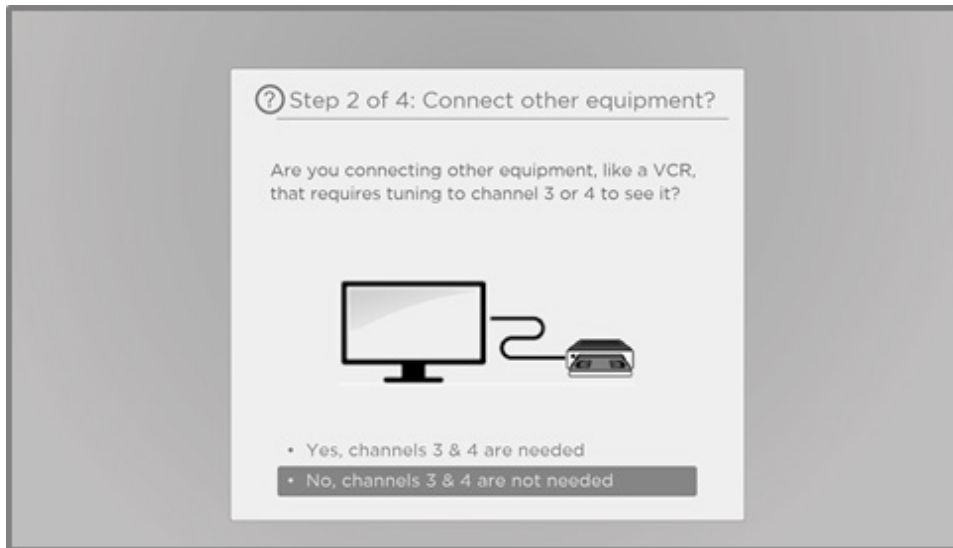 ? Step 2 of 4: Connect other equipment?
Are you connecting other equipment, like a VCR,
that requires tuning to channel 3 or 4 to see it?
• Yes, channels 3 & 4 are needed
• No, channels 3 & 4 are not needed